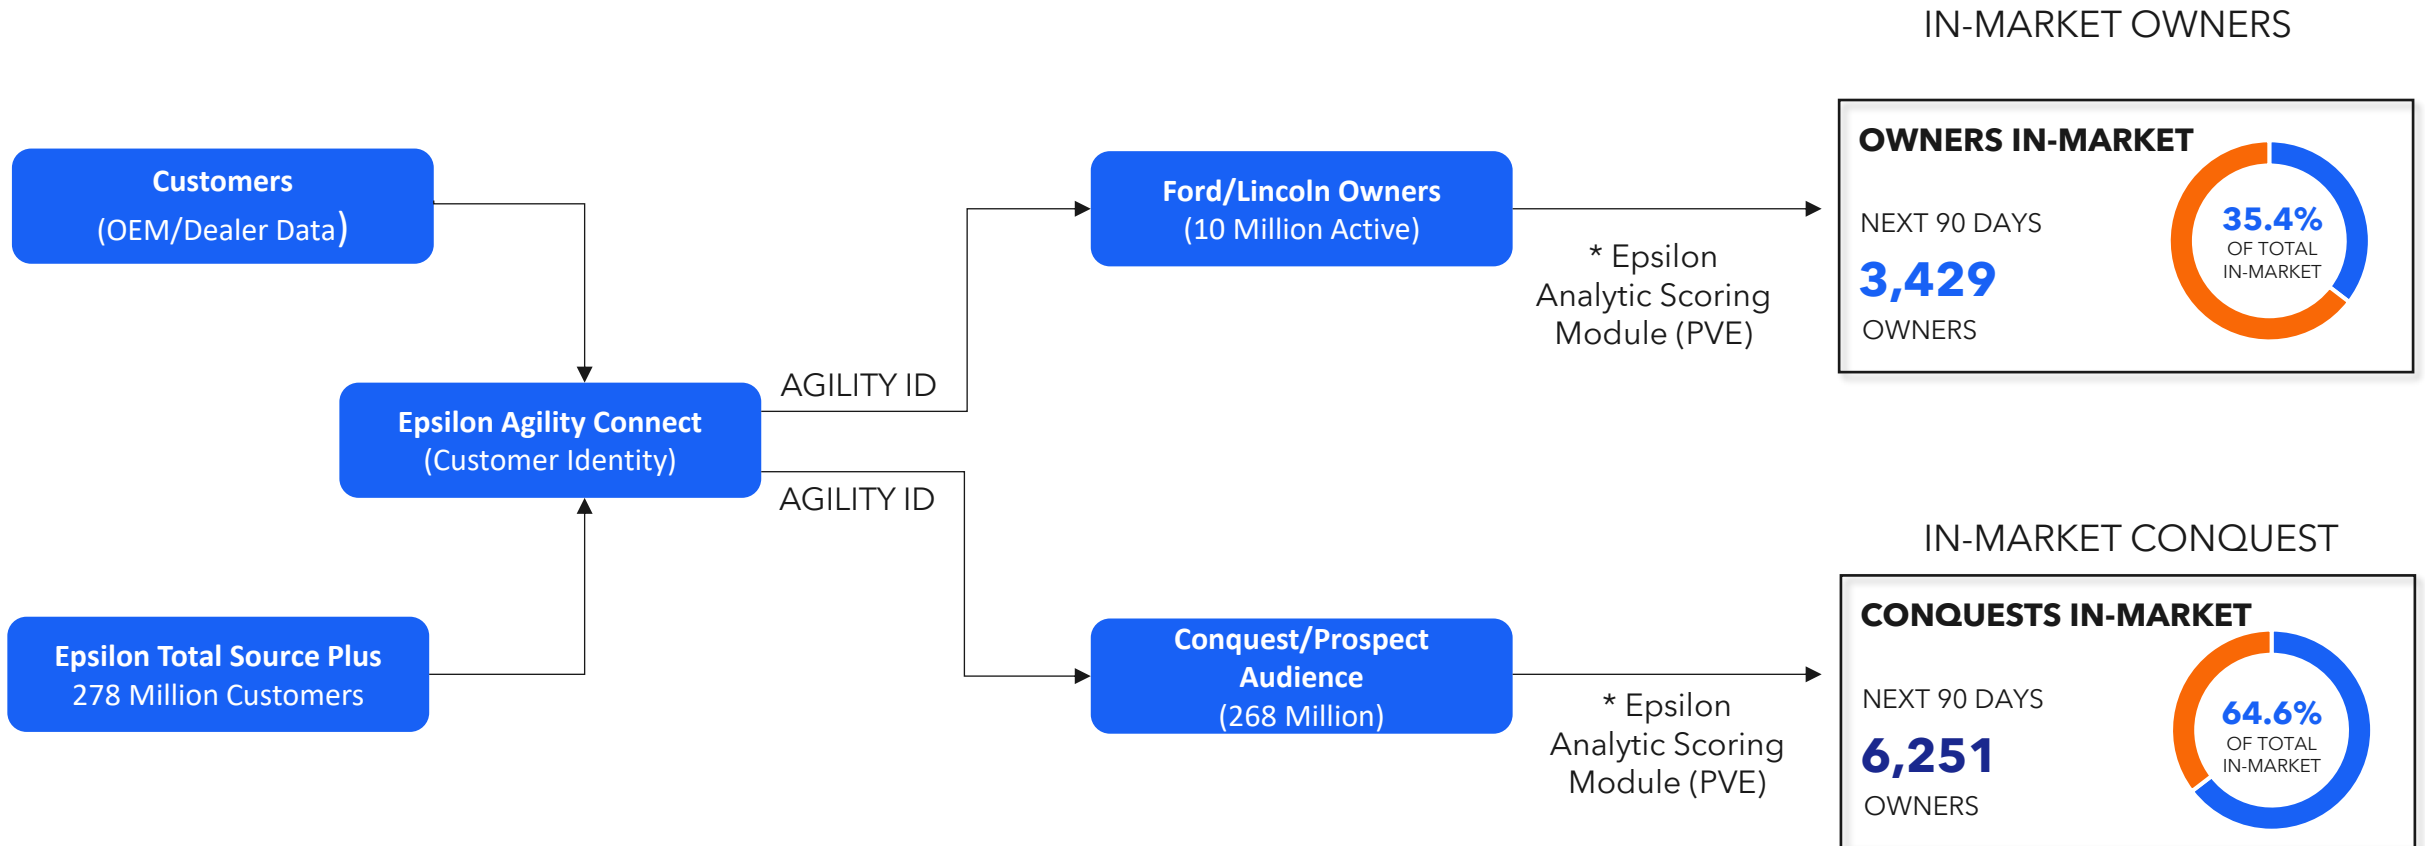 IN-MARKET OWNERS
Customers
(OEM/Dealer Data)
Ford/Lincoln Owners
(10 Million Active)
* Epsilon
Analytic Scoring
Module (PVE)
OWNERS IN-MARKET
NEXT 90 DAYS
3,429
OWNERS
35.4%
OF TOTAL
IN-MARKET
Epsilon Agility Connect
(Customer Identity)
AGILITY ID
AGILITY ID
Epsilon Total Source Plus
278 Million Customers
Conquest/Prospect
Audience
(268 Million)
* Epsilon
Analytic Scoring
Module (PVE)
IN-MARKET CONQUEST
CONQUESTS IN-MARKET
NEXT 90 DAYS
6,251
OWNERS
64.6%
OF TOTAL
IN-MARKET